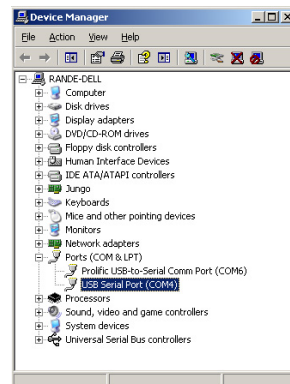 Device Manager
File Action View Help
RANDE-DELL
Computer
Disk drives
Display adapters
DVD/CD-ROM drives
Floppy disk controllers
Human Interface Devices
IDE ATA/ATAPI controllers
Jungo
Keyboards
Mice and other pointing devices
Monitors
Network adapters
Ports (COM & LPT)
Prolific USB-to-Serial Comm Port (COM6)
USB Serial Port (COM4)
Processors
Sound, video and game controllers
System devices
Universal Serial Bus controllers